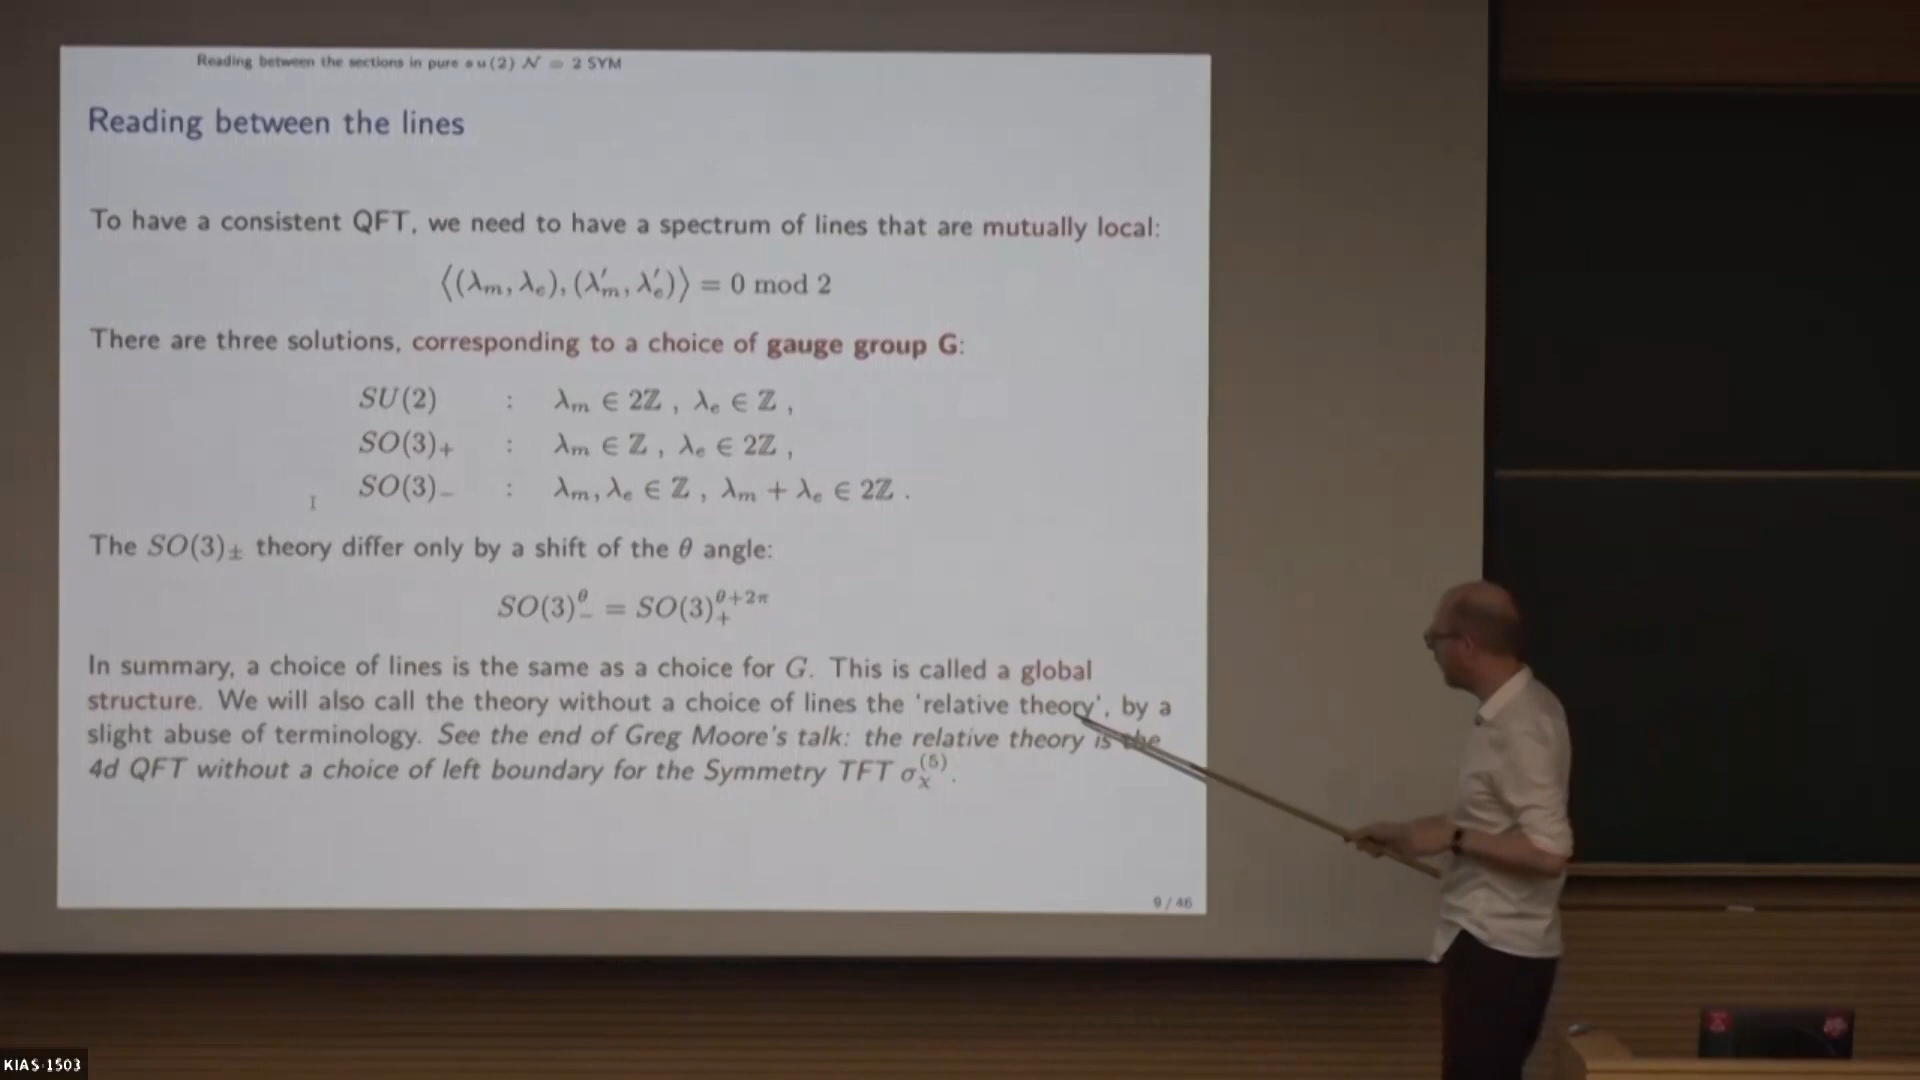 Reading between the sections in pure su(2) 𝒩 = 2 SYM
Reading between the lines
To have a consistent QFT, we need to have a spectrum of lines that are mutually local:
⟨(λ_m, λ_e), (λ′_m, λ′_e)⟩ = 0 mod 2
There are three solutions, corresponding to a choice of gauge group G:
SU(2) : λ_m ∈ 2ℤ , λ_e ∈ ℤ ,
SO(3)_+ : λ_m ∈ ℤ , λ_e ∈ 2ℤ ,
SO(3)_− : λ_m, λ_e ∈ ℤ , λ_m + λ_e ∈ 2ℤ .
The SO(3)_± theory differ only by a shift of the θ angle:
SO(3)_−^θ = SO(3)_+^{θ+2π}
In summary, a choice of lines is the same as a choice for G. This is called a global
structure. We will also call the theory without a choice of lines the ‘relative theory’, by a
slight abuse of terminology. See the end of Greg Moore's talk: the relative theory is the
4d QFT without a choice of left boundary for the Symmetry TFT σ_χ^{(5)}.
9 / 46
KIAS-1503